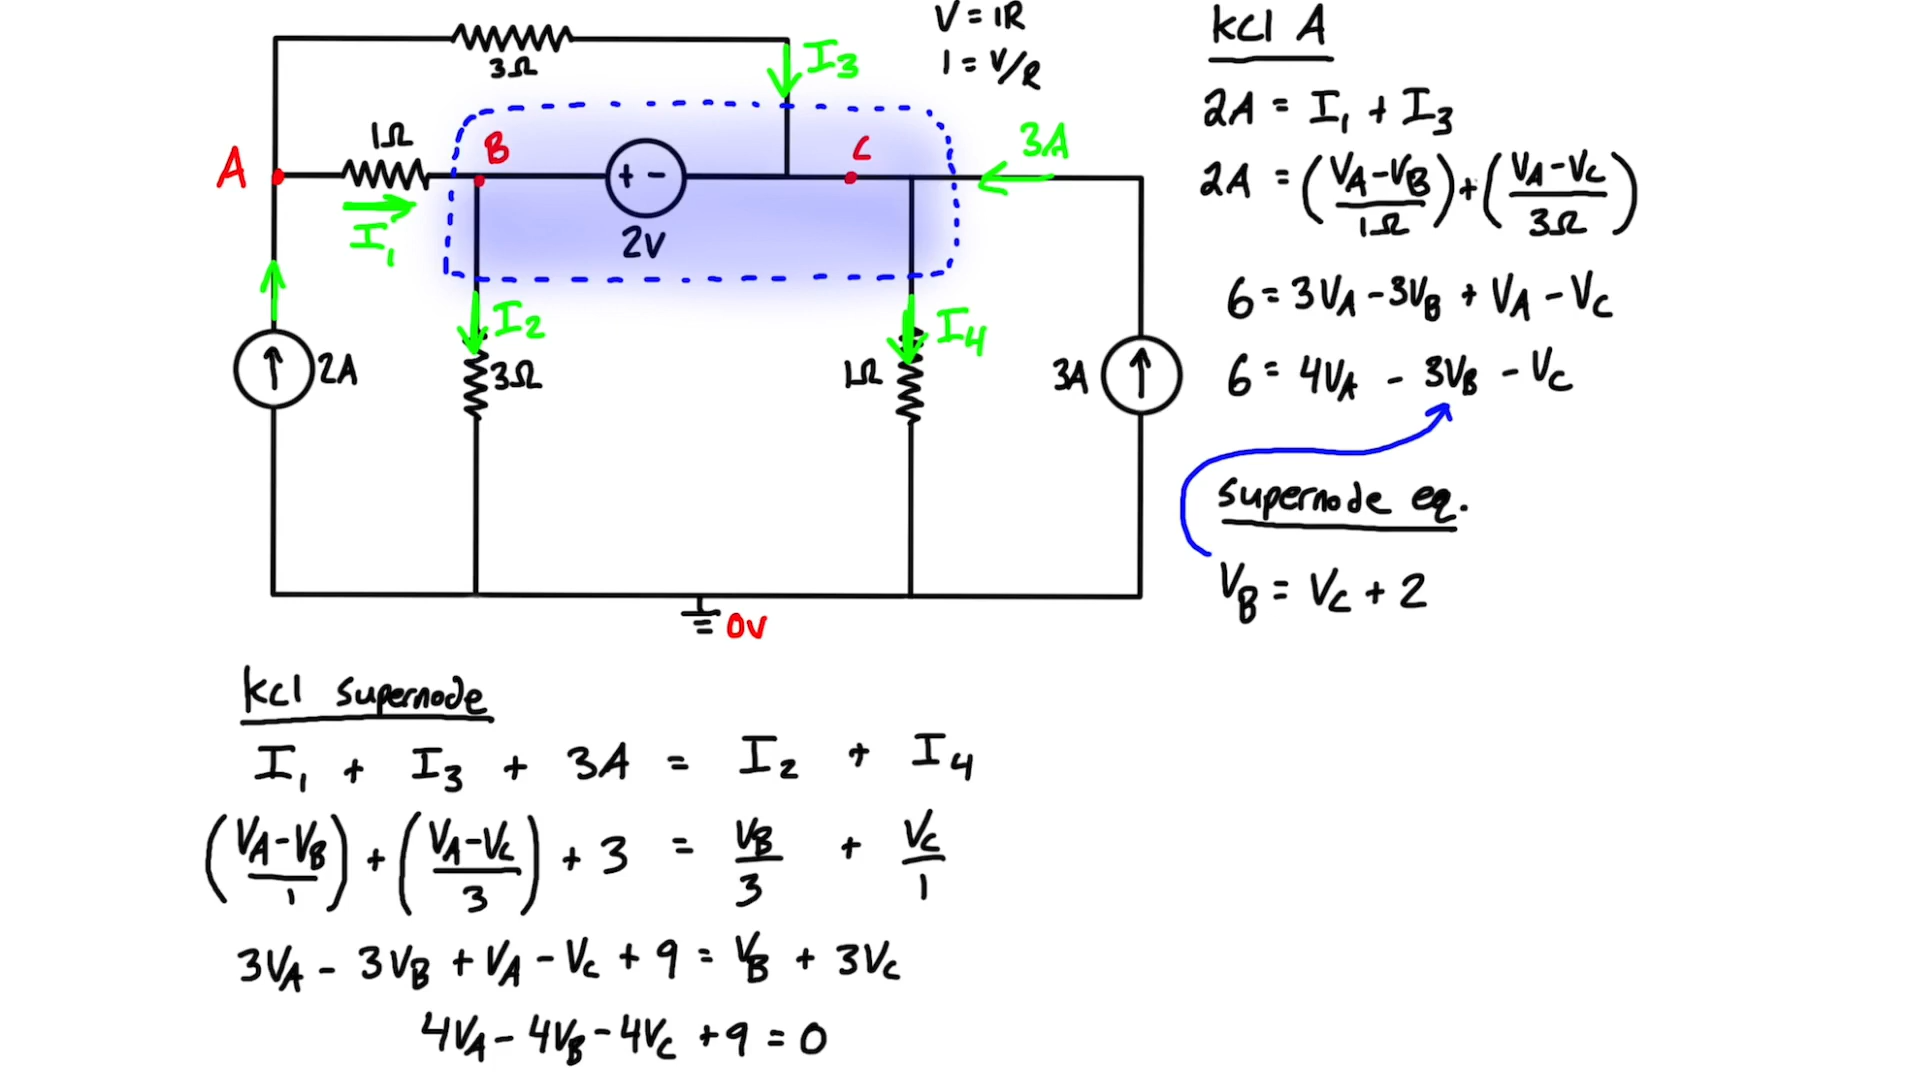 3Ω
I3
V = IR
I = V/R
1Ω
A
B
C
3A
I1
+ -
2V
I2
I4
2A
3Ω
1Ω
3A
0V
kcl A
2A = I1 + I3
2A = (VA-VB/1Ω)+(VA-VC/3Ω)
6 = 3VA - 3VB + VA - VC
6 = 4VA - 3VB - VC
supernode eq.
VB = VC + 2
kcl supernode
I1 + I3 + 3A = I2 + I4
(VA-VB/1) + (VA-VC/3) + 3 = VB/3 + VC/1
3VA - 3VB + VA - VC + 9 = VB + 3VC
4VA - 4VB - 4VC + 9 = 0